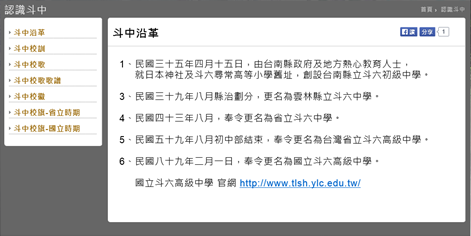 認識斗中
首頁 › 認識斗中
斗中沿革
斗中校訓
斗中校歌
斗中校歌歌譜
斗中校徽
斗中校旗-省立時期
斗中校旗-國立時期
斗中沿革
讚 分享 1
1、民國三十五年四月十五日，由台南縣政府及地方熱心教育人士，
就日本神社及斗六尋常高等小學舊址，創設台南縣立斗六初級中學。
3、民國三十九年八月縣治劃分，更名為雲林縣立斗六中學。
4、民國四十三年八月，奉令更名為省立斗六中學。
5、民國五十九年八月初中部結束，奉令更名為台灣省立斗六高級中學。
6、民國八十九年二月一日，奉令更名為國立斗六高級中學。
國立斗六高級中學 官網 http://www.tlsh.ylc.edu.tw/